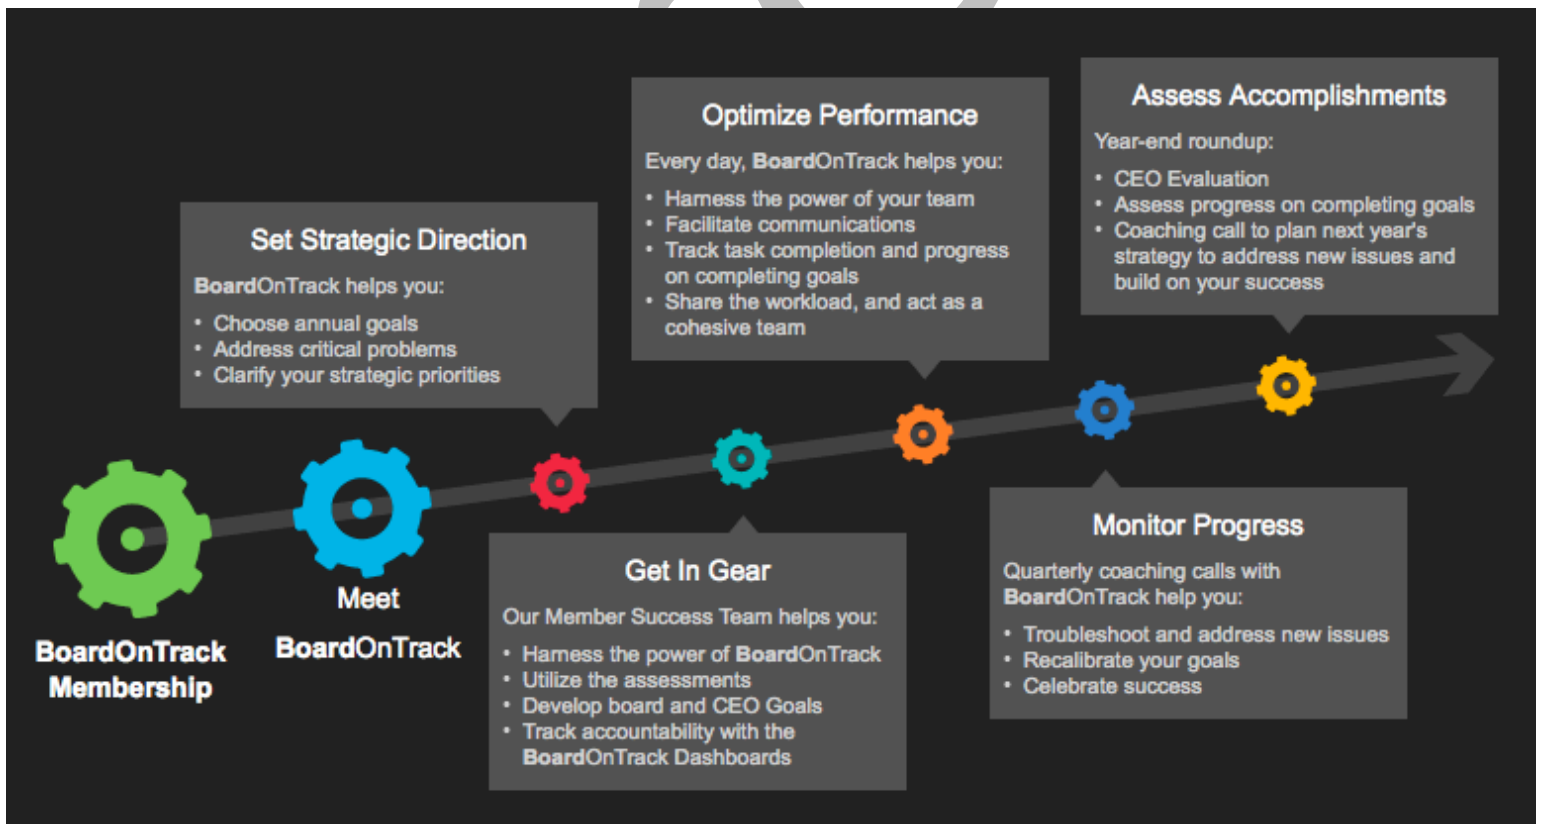 BoardOnTrack
Membership
Meet
BoardOnTrack
Set Strategic Direction
BoardOnTrack helps you:
• Choose annual goals
• Address critical problems
• Clarify your strategic priorities
Get In Gear
Our Member Success Team helps you:
• Harness the power of BoardOnTrack
• Utilize the assessments
• Develop board and CEO Goals
• Track accountability with the
BoardOnTrack Dashboards
Optimize Performance
Every day, BoardOnTrack helps you:
• Harness the power of your team
• Facilitate communications
• Track task completion and progress
on completing goals
• Share the workload, and act as a
cohesive team
Monitor Progress
Quarterly coaching calls with
BoardOnTrack help you:
• Troubleshoot and address new issues
• Recalibrate your goals
• Celebrate success
Assess Accomplishments
Year-end roundup:
• CEO Evaluation
• Assess progress on completing goals
• Coaching call to plan next year's
strategy to address new issues and
build on your success